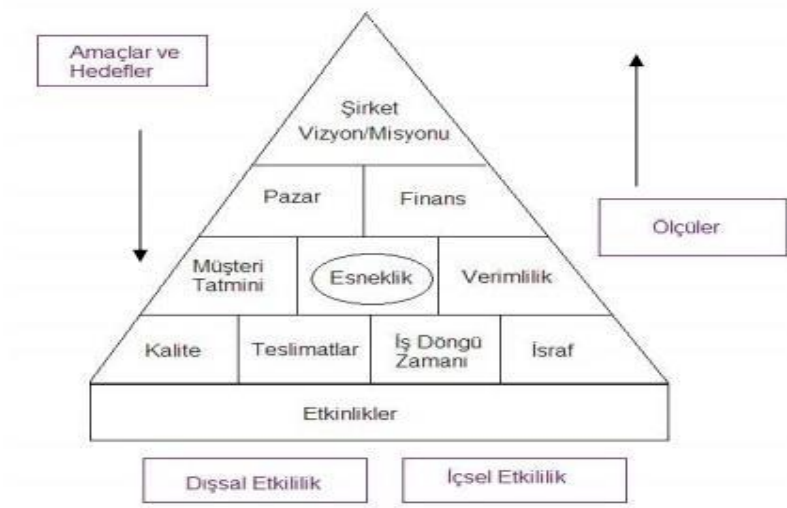 Amaçlar ve
Hedefler
Şirket
Vizyon/Misyonu
Pazar
Finans
Ölçüler
Müşteri
Tatmini
Esneklik
Verimlilik
Kalite
Teslimatlar
İş Döngü
Zamanı
İsraf
Etkinlikler
Dışsal Etkililik
İçsel Etkililik